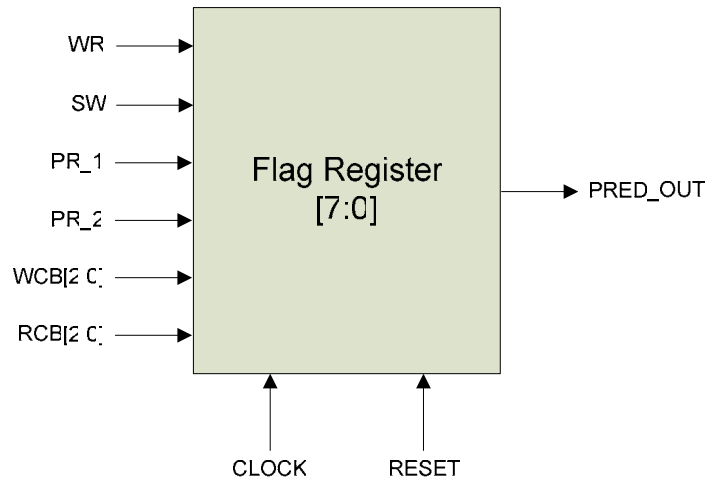 WR
SW
PR_1
PR_2
WCB[2:0]
RCB[2:0]
Flag Register
[7:0]
PRED_OUT
CLOCK
RESET